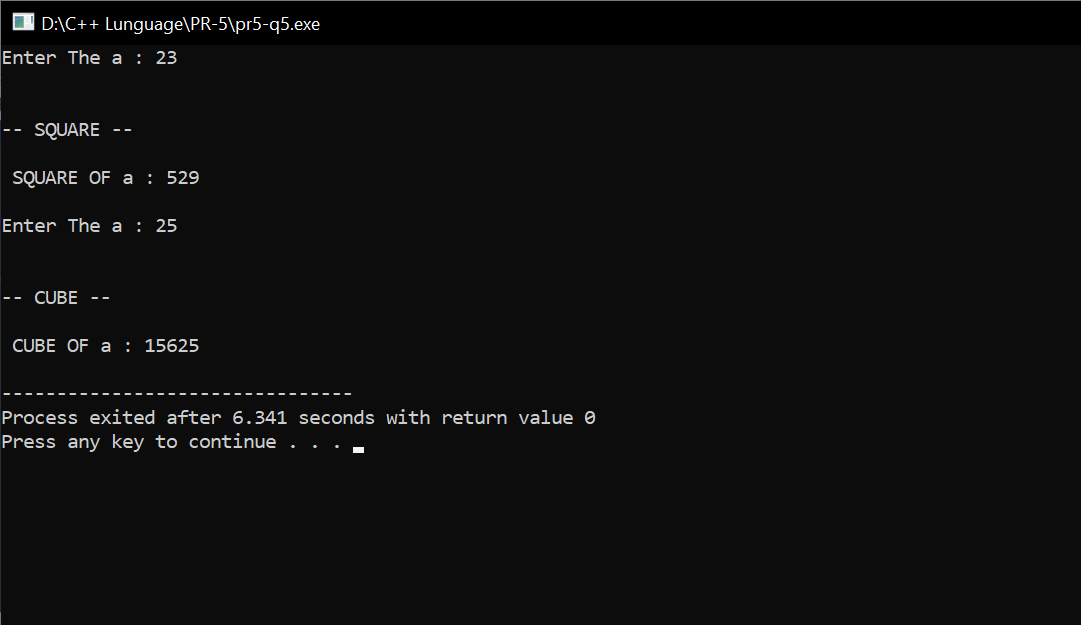 D:\C++ Lunguage\PR-5\pr5-q5.exe
Enter The a : 23
-- SQUARE --
SQUARE OF a : 529
Enter The a : 25
-- CUBE --
CUBE OF a : 15625
--------------------------------
Process exited after 6.341 seconds with return value 0
Press any key to continue . . .